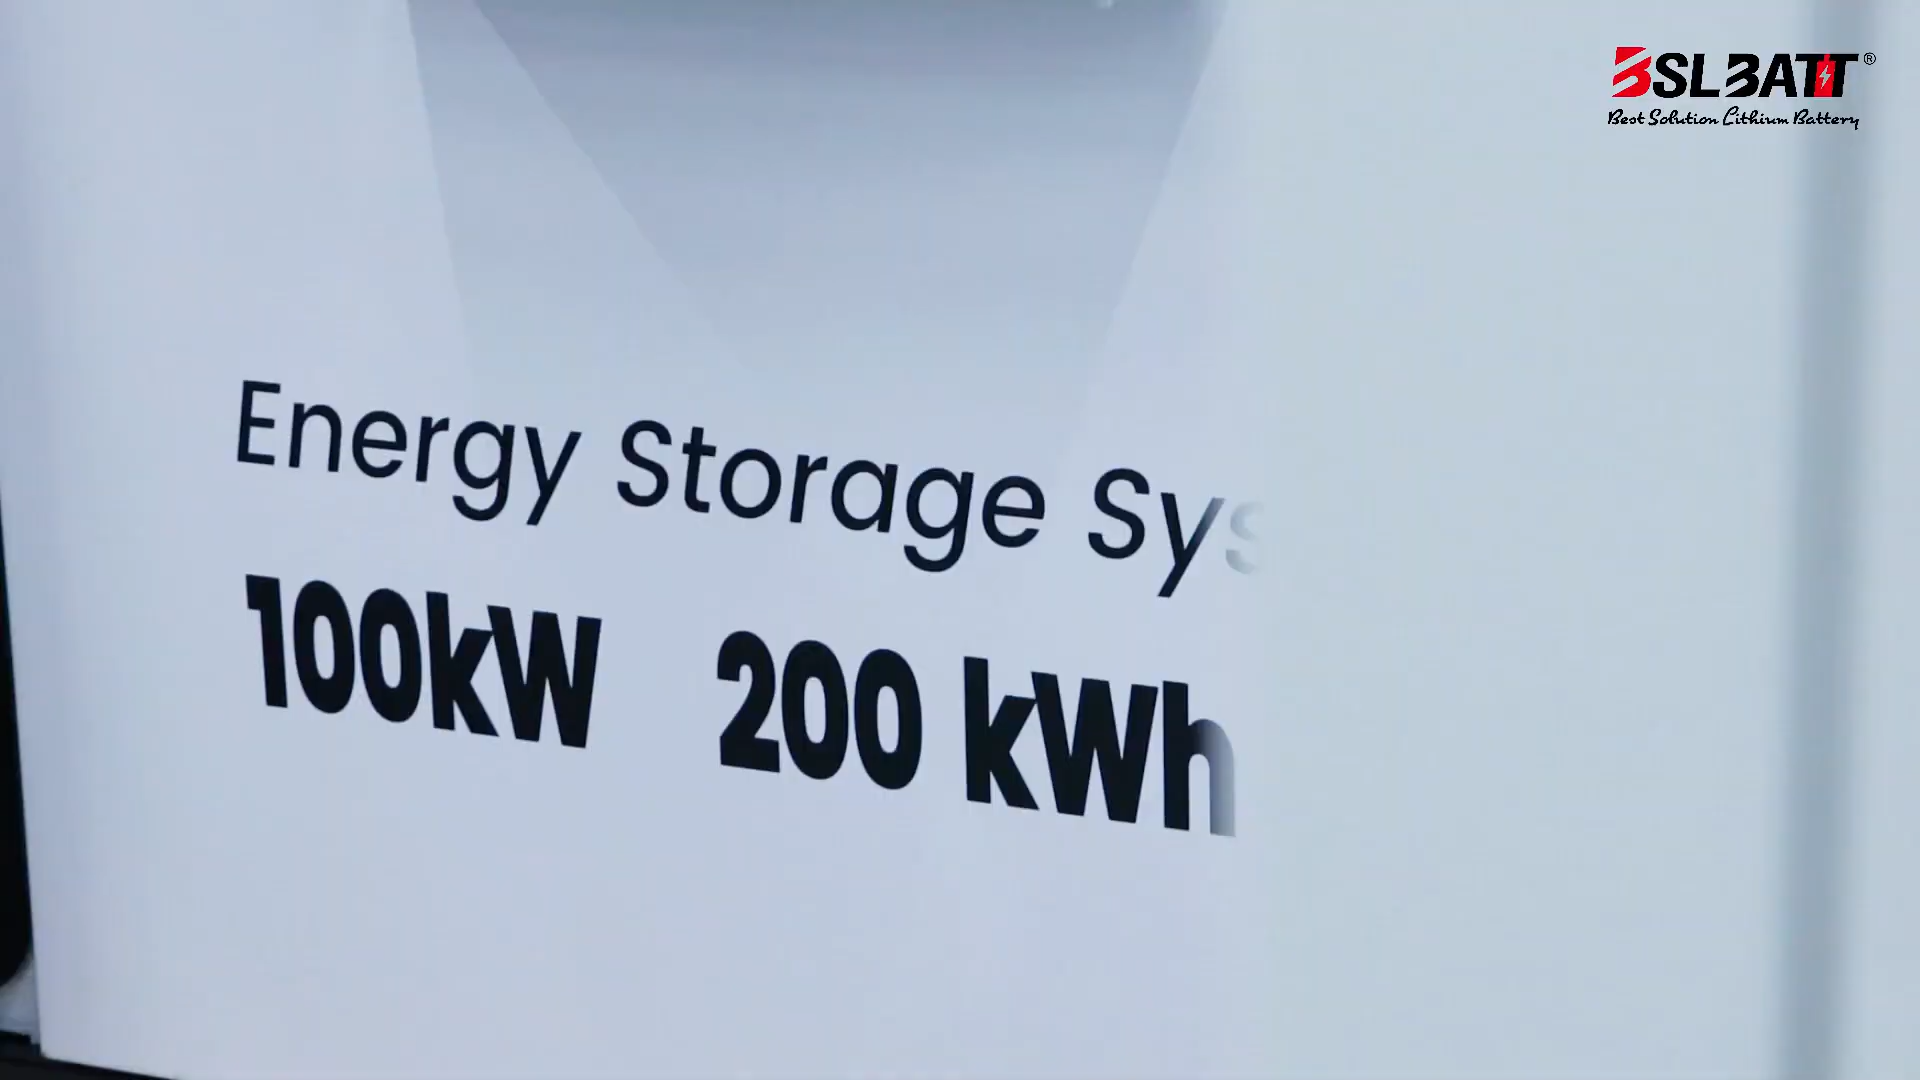 BSLBATT®
Best Solution Lithium Battery
Energy Storage Sys
100kW 200 kWh